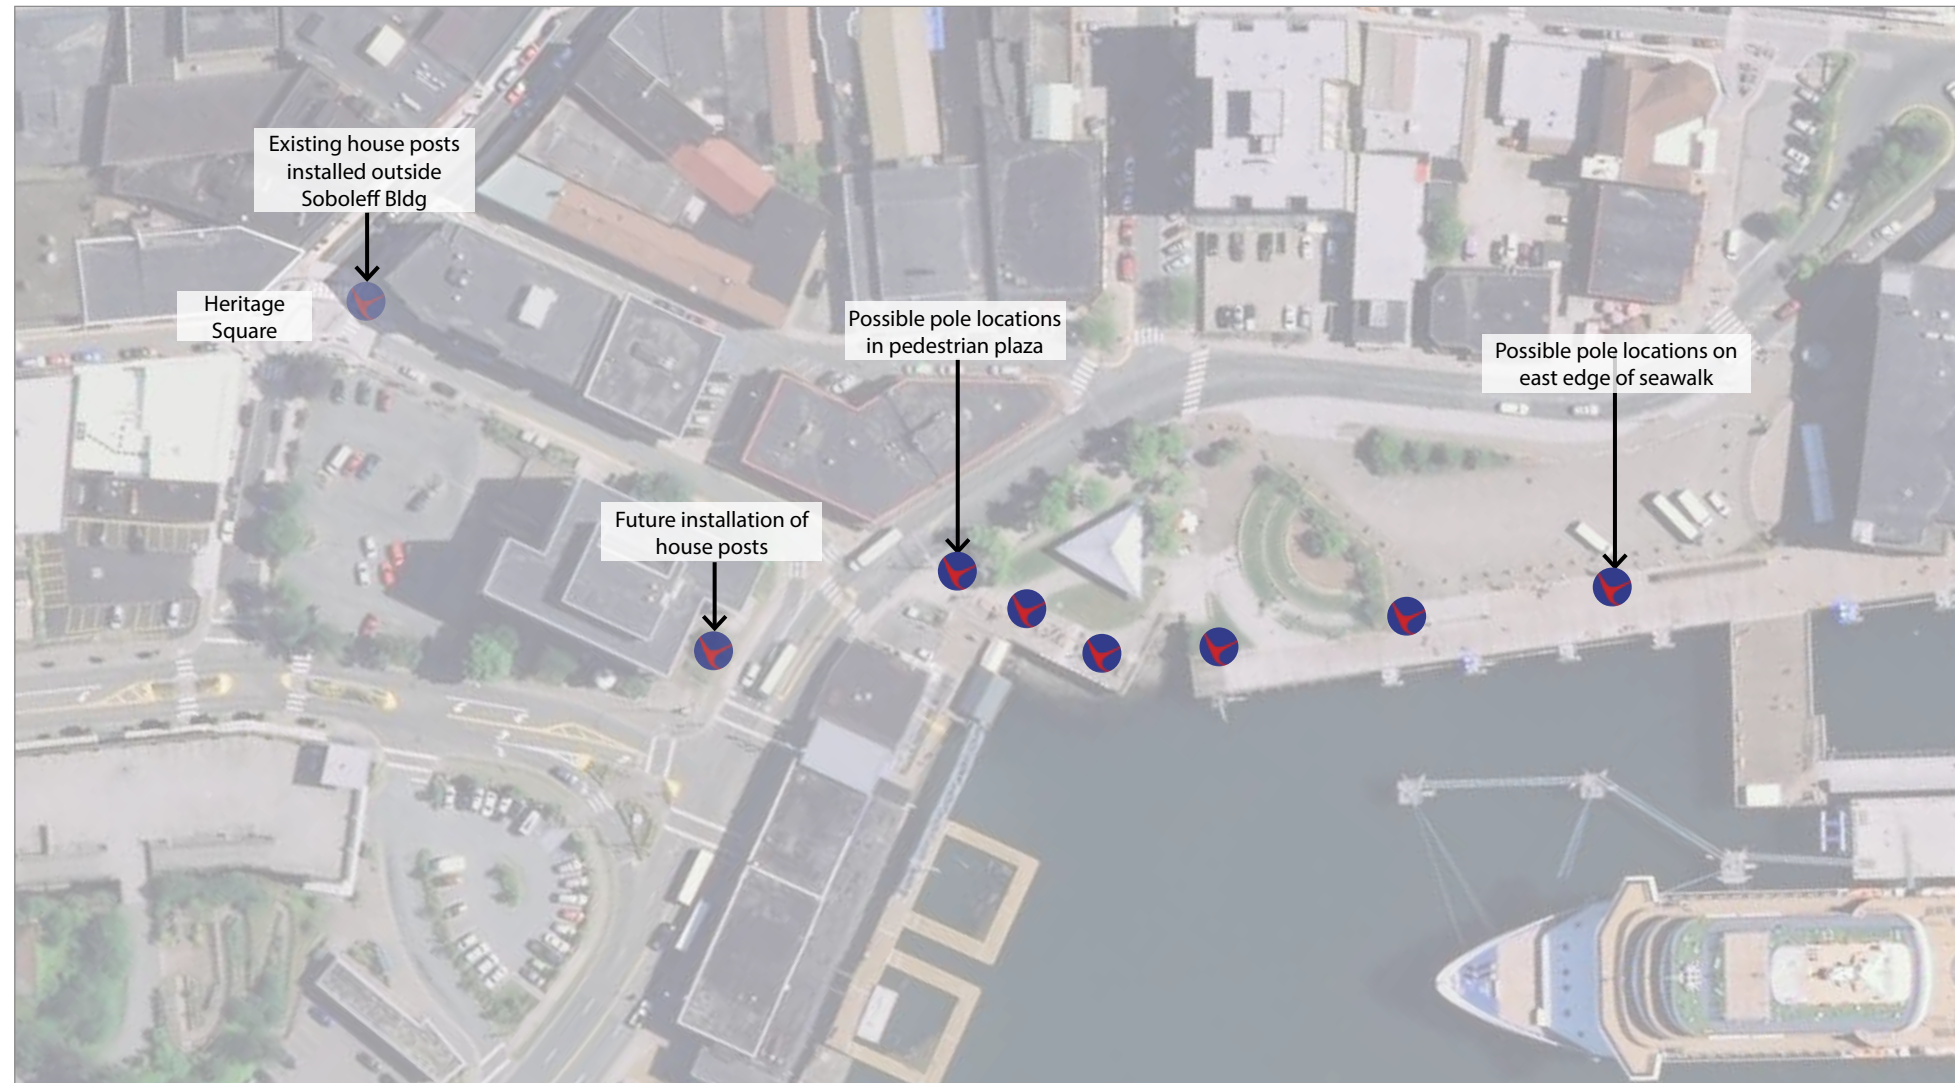 Existing house posts
installed outside
Soboleff Bldg
Heritage
Square
Possible pole locations
in pedestrian plaza
Possible pole locations on
east edge of seawalk
Future installation of
house posts